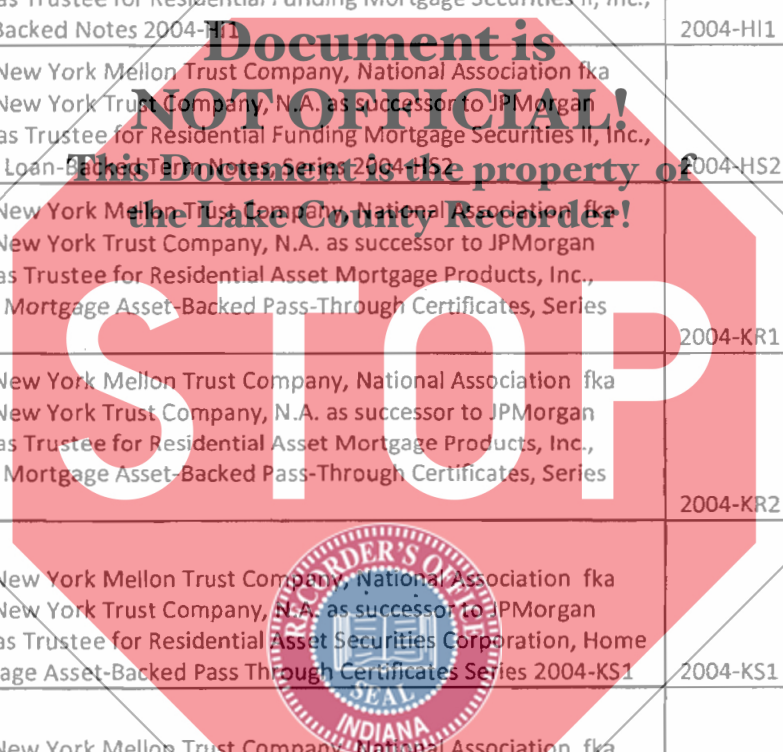 as Trustee for Residential Funding Mortgage Securities II, Inc.,
Backed Notes 2004-HI1
2004-HI1
Document is
New York Mellon Trust Company, National Association fka
New York Trust Company, N.A. as successor to JPMorgan
NOT OFFICIAL!
as Trustee for Residential Funding Mortgage Securities II, Inc.,
Loan-Backed Term Notes, Series 2004-HS2
2004-HS2
This Document is the property of
the Lake County Recorder!
New York Mellon Trust Company, National Association fka
New York Trust Company, N.A. as successor to JPMorgan
as Trustee for Residential Asset Mortgage Products, Inc.,
Mortgage Asset-Backed Pass-Through Certificates, Series
2004-KR1
STOP
New York Mellon Trust Company, National Association fka
New York Trust Company, N.A. as successor to JPMorgan
as Trustee for Residential Asset Mortgage Products, Inc.,
Mortgage Asset-Backed Pass-Through Certificates, Series
2004-KR2
New York Mellon Trust Company, National Association fka
New York Trust Company, N.A. as successor to JPMorgan
as Trustee for Residential Asset Securities Corporation, Home
age Asset-Backed Pass Through Certificates Series 2004-KS1
2004-KS1
RECORDER'S OFFICE
SEAL
INDIANA
New York Mellon Trust Company, National Association fka